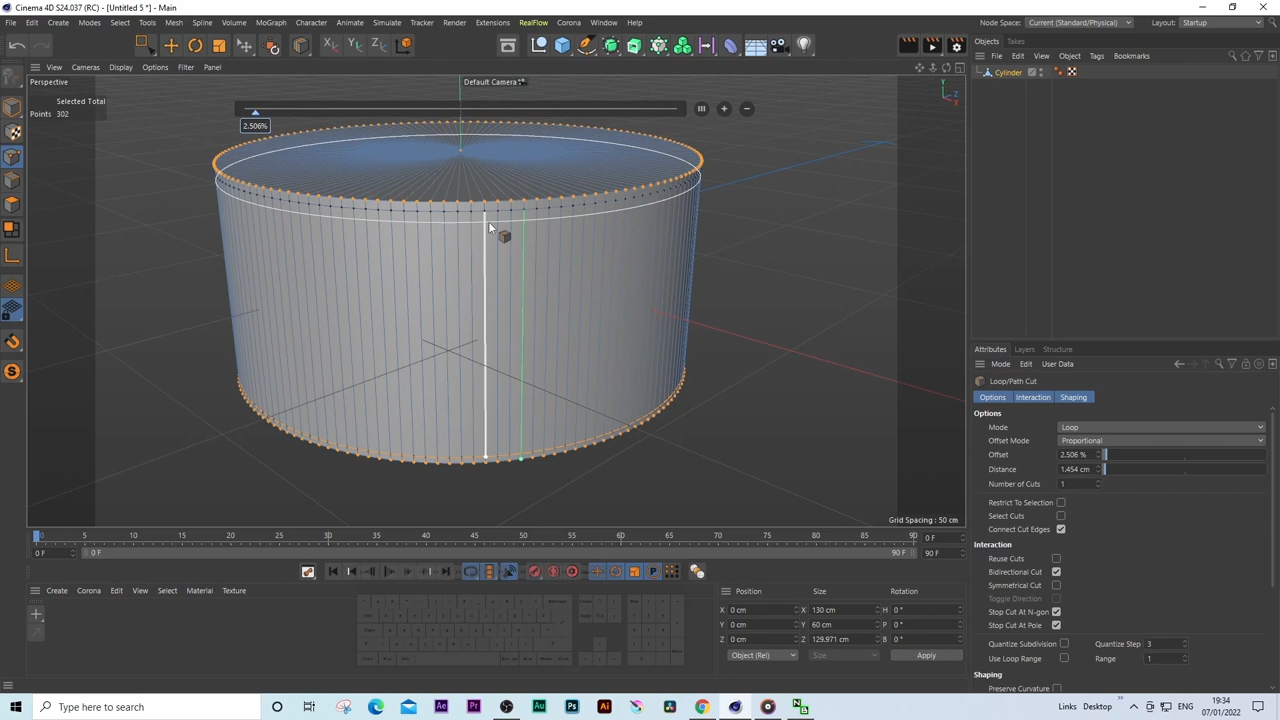 Cinema 4D S24.037 (RC) - [Untitled 5 *] - Main
File Edit Create Modes Select Tools Mesh Spline Volume MoGraph Character Animate Simulate Tracker Render Extensions RealFlow Corona Window Help
Node Space: Current (Standard/Physical) Layout: Startup
View Cameras Display Options Filter Panel
Perspective
Default Camera
Selected Total
Points 302
2.506%
Y
Z
X
Grid Spacing : 50 cm
Objects Takes
File Edit View Object Tags Bookmarks
Cylinder
Attributes Layers Structure
Mode Edit User Data
Loop/Path Cut
Options Interaction Shaping
Options
Mode Loop
Offset Mode Proportional
Offset 2.506 %
Distance 1.454 cm
Number of Cuts 1
Restrict To Selection
Select Cuts
Connect Cut Edges
Interaction
Reuse Cuts
Bidirectional Cut
Symmetrical Cut
Toggle Direction
Stop Cut At N-gon
Stop Cut At Pole
Quantize Subdivision Quantize Step 3
Use Loop Range Range 1
Shaping
Preserve Curvature
0 5 10 15 20 25 30 35 40 45 50 55 60 65 70 75 80 85 90 0 F
0 F 0 F 90 F 90 F
Create Corona Edit View Select Material Texture
Position Size Rotation
X 0 cm X 130 cm H 0 °
Y 0 cm Y 60 cm P 0 °
Z 0 cm Z 129.971 cm B 0 °
Object (Rel) Size Apply
Type here to search
Links Desktop
19:34
07/01/2022